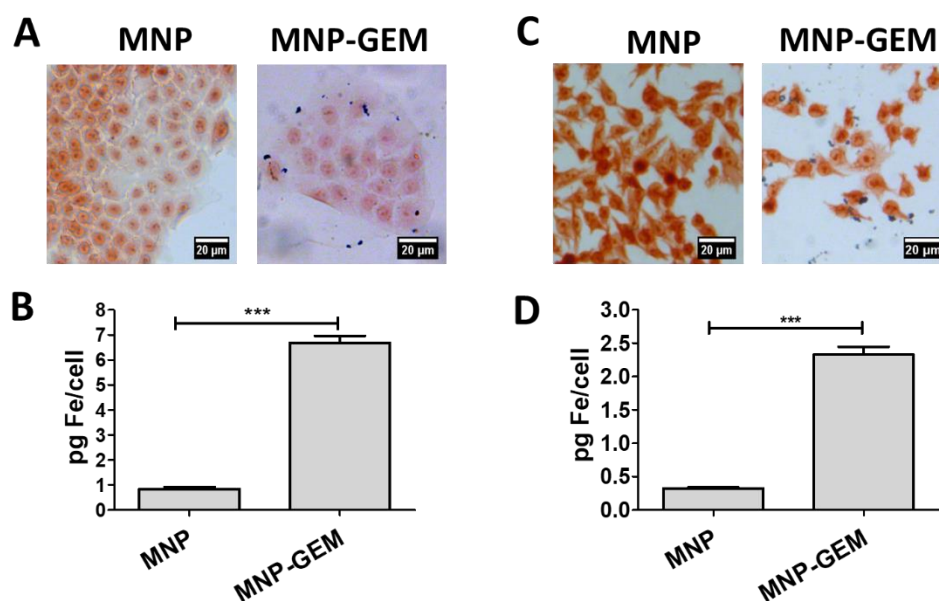 A
MNP
MNP-GEM
20 µm
20 µm
B
8
7
6
5
4
3
2
1
0
pg Fe/cell
***
MNP
MNP-GEM
C
MNP
MNP-GEM
20 µm
20 µm
D
3.0
2.5
2.0
1.5
1.0
0.5
0.0
pg Fe/cell
***
MNP
MNP-GEM